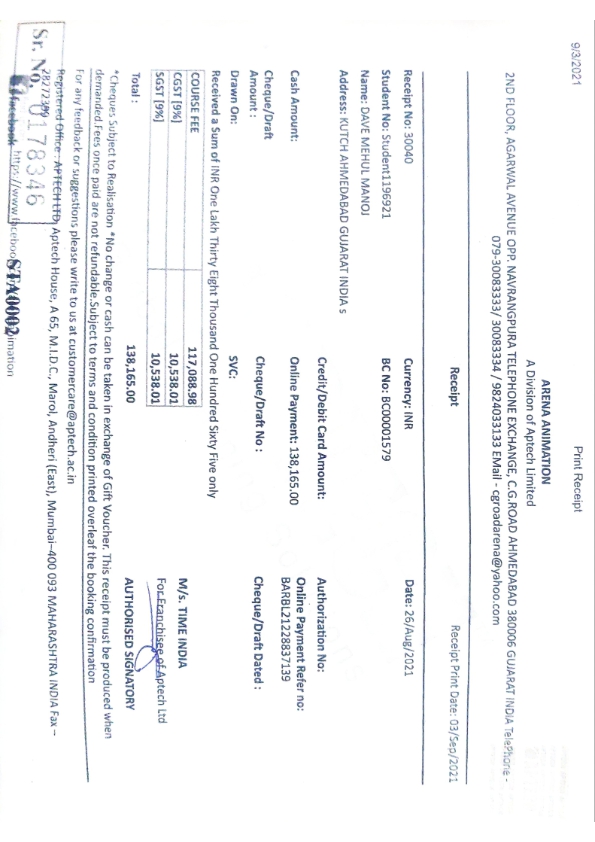 9/3/2021 Print Receipt
ARENA ANIMATION
A Division of Aptech Limited
2ND FLOOR, AGARWAL AVENUE OPP. NAVRANGPURA TELEPHONE EXCHANGE, C.G.ROAD AHMEDABAD 380006 GUJARAT INDIA TelePhone -
079-30083333/ 30083334 / 9824033133 EMail - cgroadarena@yahoo.com
Receipt Receipt Print Date: 03/Sep/2021
Receipt No: 30040 Currency: INR Date: 26/Aug/2021
Student No: Student1196921 BC No: BC00001579
Name: DAVE MEHUL MANOJ
Address: KUTCH AHMEDABAD GUJARAT INDIA s
Credit/Debit Card Amount: Authorization No:
Cash Amount: Online Payment: 138,165.00 Online Payment Refer no:
BARBL21228837139
Cheque/Draft
Amount : Cheque/Draft No : Cheque/Draft Dated :
Drawn On: SVC:
Received a Sum of INR One Lakh Thirty Eight Thousand One Hundred Sixty Five only
COURSE FEE 117,088.98
CGST [9%] 10,538.01
SGST [9%] 10,538.01
Total : 138,165.00
M/s. TIME INDIA
For Franchisee of Aptech Ltd
AUTHORISED SIGNATORY
*Cheques Subject to Realisation *No change or cash can be taken in exchange of Gift Voucher. This receipt must be produced when
demanded.Fees once paid are not refundable.Subject to terms and condition printed overleaf the booking confirmation
For any feedback or suggestions please write to us at customercare@aptech.ac.in
Registered Office : APTECH LTD, Aptech House, A 65, M.I.D.C., Marol, Andheri (East), Mumbai–400 093 MAHARASHTRA INDIA Fax –
Sr. No. 0178346
facebook https://www.faceboo
STA0002